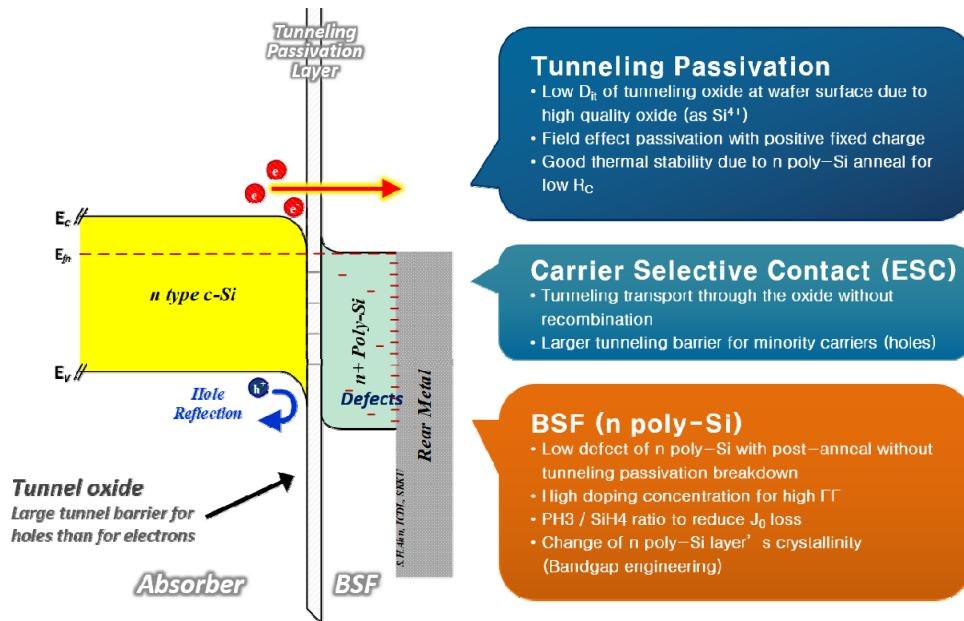 Tunneling
Passivation
Layer
e
e
e
Ec
Efn
n type c-Si
Ev
h+
Hole
Reflection
n+ Poly-Si
Defects
Rear Metal
Tunnel oxide
Large tunnel barrier for
holes than for electrons
Absorber
BSF
Tunneling Passivation
• Low Dit of tunneling oxide at wafer surface due to
high quality oxide (as Si4+)
• Field effect passivation with positive fixed charge
• Good thermal stability due to n poly-Si anneal for
low RC
Carrier Selective Contact (ESC)
• Tunneling transport through the oxide without
recombination
• Larger tunneling barrier for minority carriers (holes)
BSF (n poly-Si)
• Low defect of n poly-Si with post-anneal without
tunneling passivation breakdown
• High doping concentration for high
• PH3 / SiH4 ratio to reduce J0 loss
• Change of n poly-Si layer's crystallinity
(Bandgap engineering)